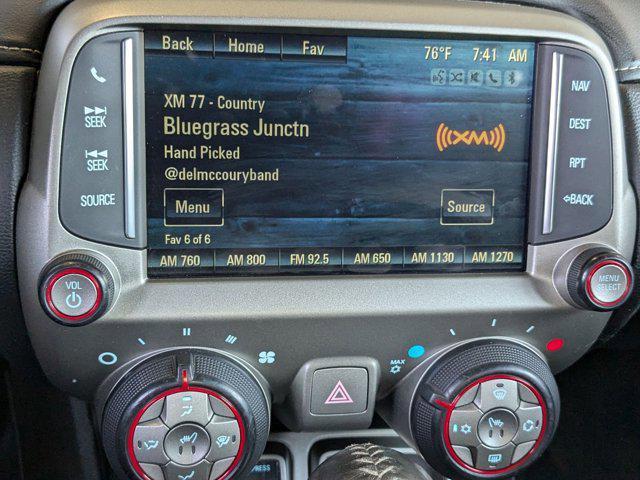 Back Home Fav 76°F 7:41 AM
XM 77 - Country
Bluegrass Junctn
Hand Picked
@delmccouryband
((XM))
Menu Source
Fav 6 of 6
AM 760 AM 800 FM 92.5 AM 650 AM 1130 AM 1270
SEEK
SEEK
SOURCE
NAV
DEST
RPT
BACK
VOL
MENU
SELECT
MAX
PRESS